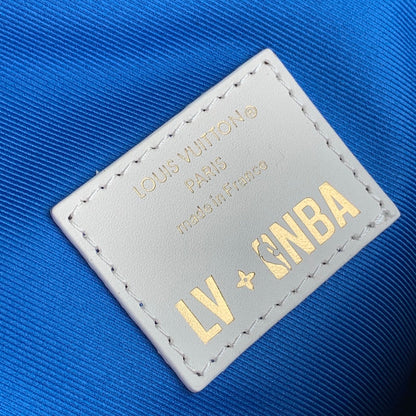 LOUIS VUITTON®
PARIS
made in France
LV + NBA